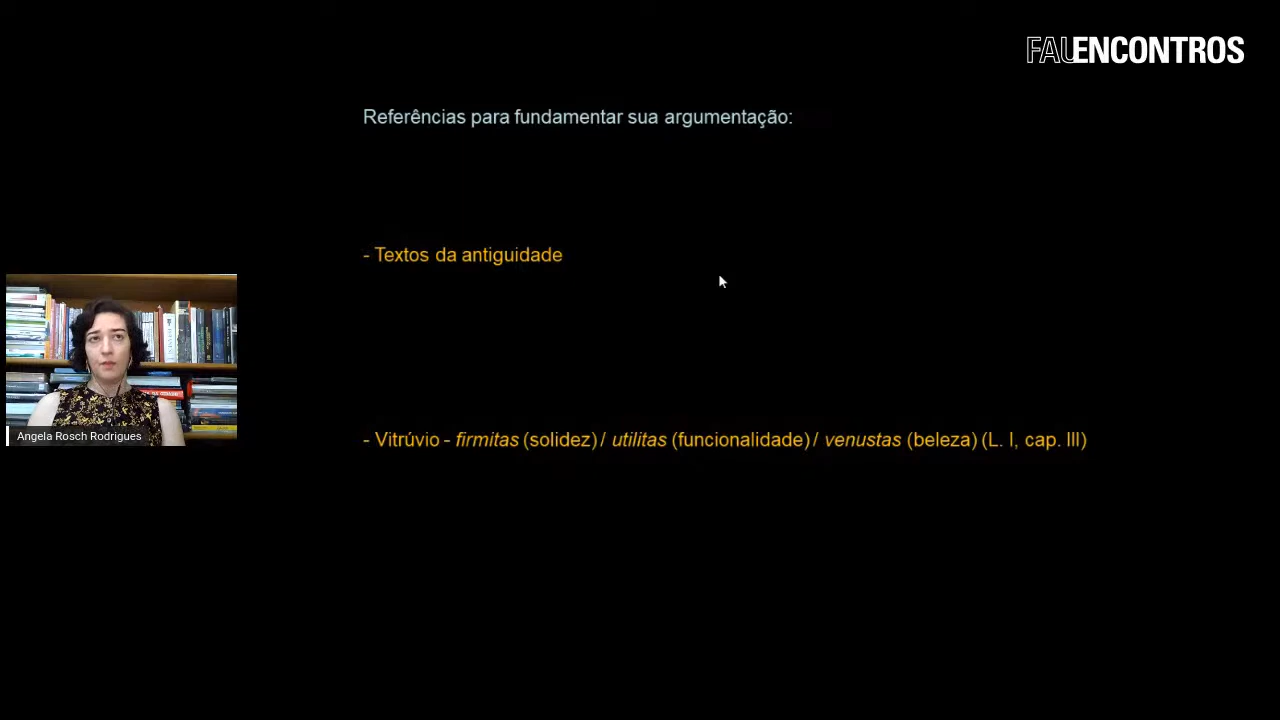 FAUENCONTROS
Referências para fundamentar sua argumentação:
- Textos da antiguidade
Angela Rosch Rodrigues
- Vitrúvio - firmitas (solidez) / utilitas (funcionalidade) / venustas (beleza) (L. I, cap. III)